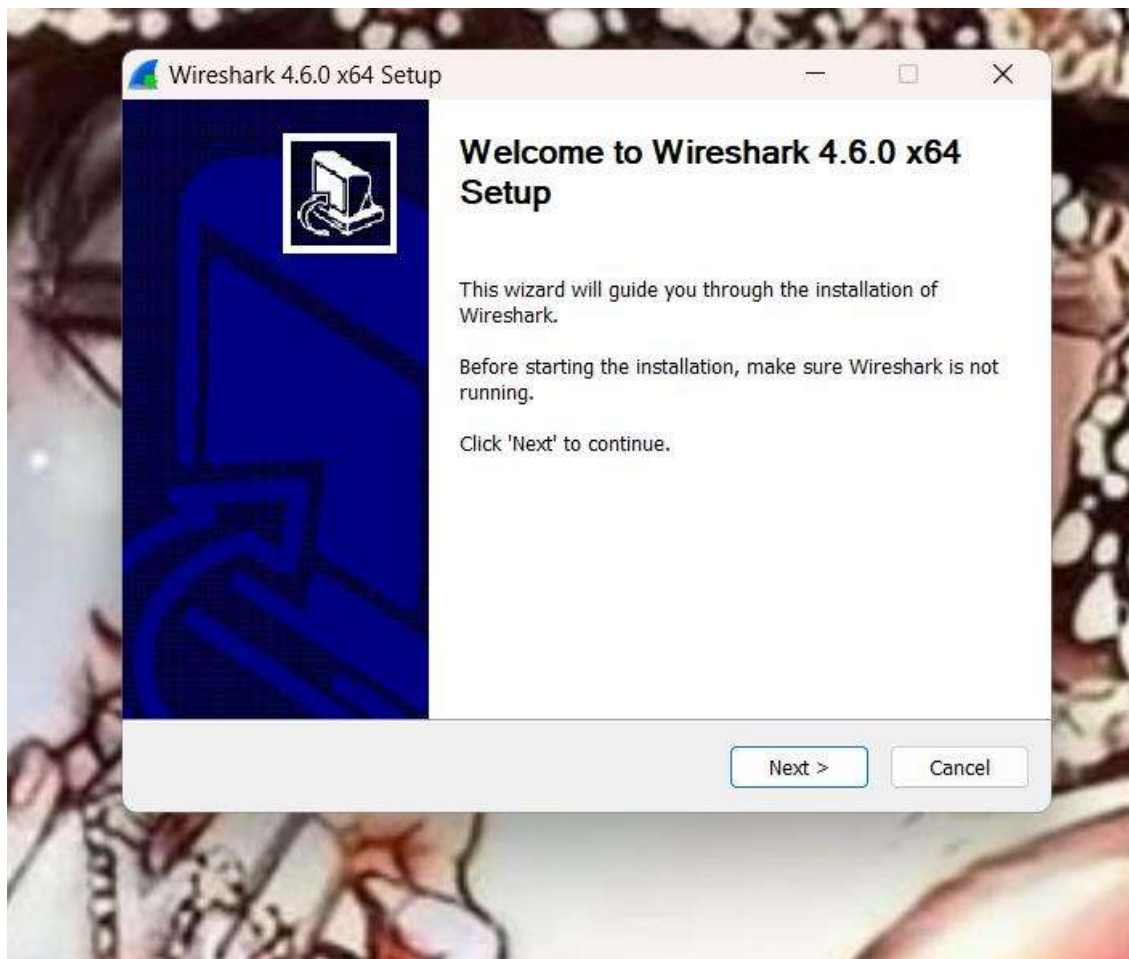 Wireshark 4.6.0 x64 Setup
Welcome to Wireshark 4.6.0 x64
Setup
This wizard will guide you through the installation of
Wireshark.
Before starting the installation, make sure Wireshark is not
running.
Click 'Next' to continue.
Next >
Cancel